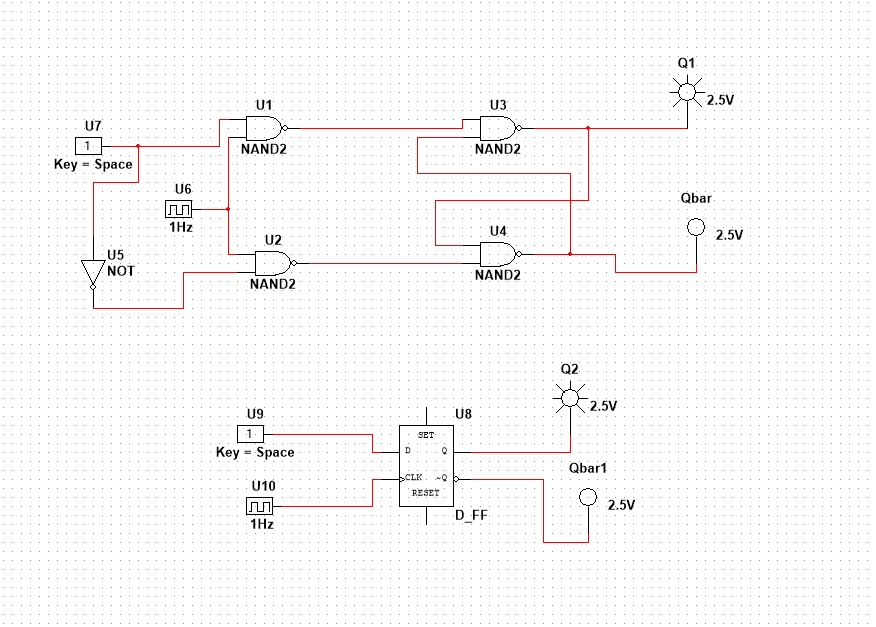 Q1
2.5V
U1
NAND2
U3
NAND2
U7
1
Key = Space
U6
1Hz
Qbar
2.5V
U2
NAND2
U4
NAND2
U5
NOT
Q2
2.5V
U9
1
Key = Space
U8
SET
D Q
CLK ~Q
RESET
D_FF
Qbar1
2.5V
U10
1Hz